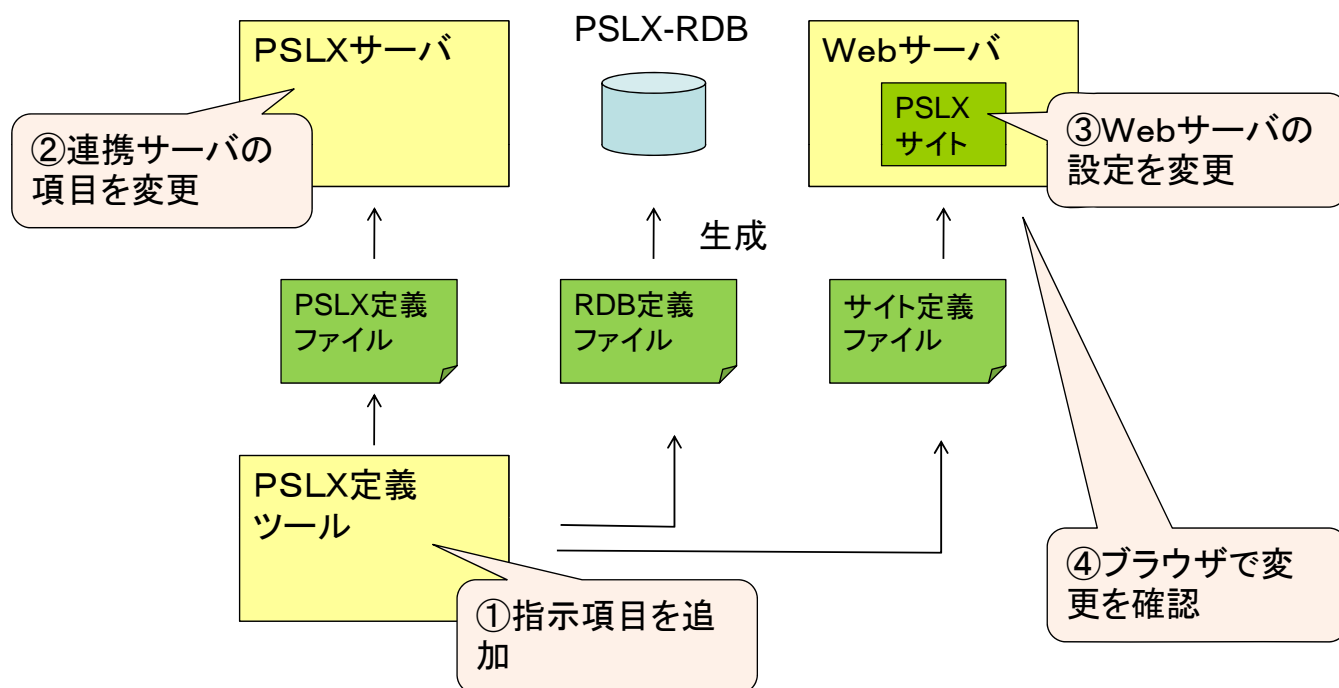 PSLXサーバ
PSLX-RDB
Webサーバ
PSLX
サイト
②連携サーバの
項目を変更
③Webサーバの
設定を変更
生成
PSLX定義
ファイル
RDB定義
ファイル
サイト定義
ファイル
PSLX定義
ツール
①指示項目を追
加
④ブラウザで変
更を確認